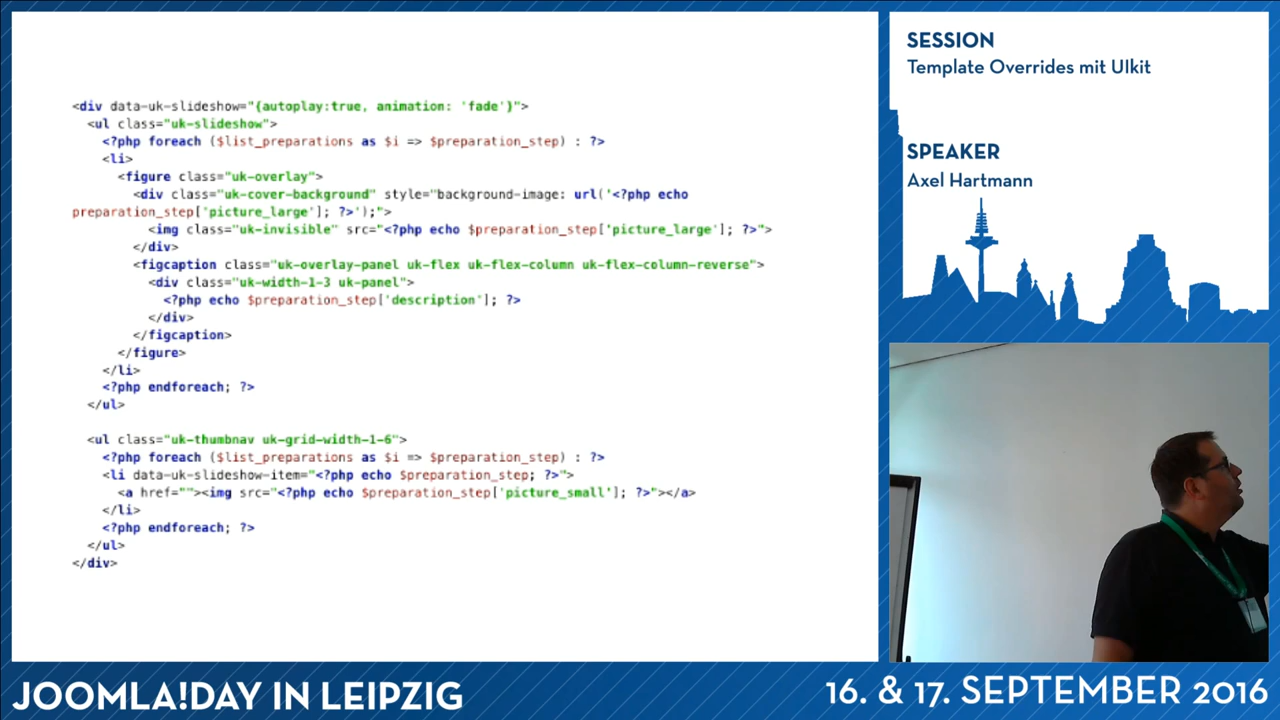 <div data-uk-slideshow="{autoplay:true, animation: 'fade'}">
<ul class="uk-slideshow">
<?php foreach ($list_preparations as $i => $preparation_step) : ?>
<li>
<figure class="uk-overlay">
<div class="uk-cover-background" style="background-image: url('<?php echo
preparation_step['picture_large']; ?>');">
<img class="uk-invisible" src="<?php echo $preparation_step['picture_large']; ?>">
</div>
<figcaption class="uk-overlay-panel uk-flex uk-flex-column uk-flex-column-reverse">
<div class="uk-width-1-3 uk-panel">
<?php echo $preparation_step['description']; ?>
</div>
</figcaption>
</figure>
</li>
<?php endforeach; ?>
</ul>
<ul class="uk-thumbnav uk-grid-width-1-6">
<?php foreach ($list_preparations as $i => $preparation_step) : ?>
<li data-uk-slideshow-item="<?php echo $preparation_step; ?>">
<a href=""><img src="<?php echo $preparation_step['picture_small']; ?>"></a>
</li>
<?php endforeach; ?>
</ul>
</div>
SESSION
Template Overrides mit UIkit
SPEAKER
Axel Hartmann
JOOMLA!DAY IN LEIPZIG
16. & 17. SEPTEMBER 2016